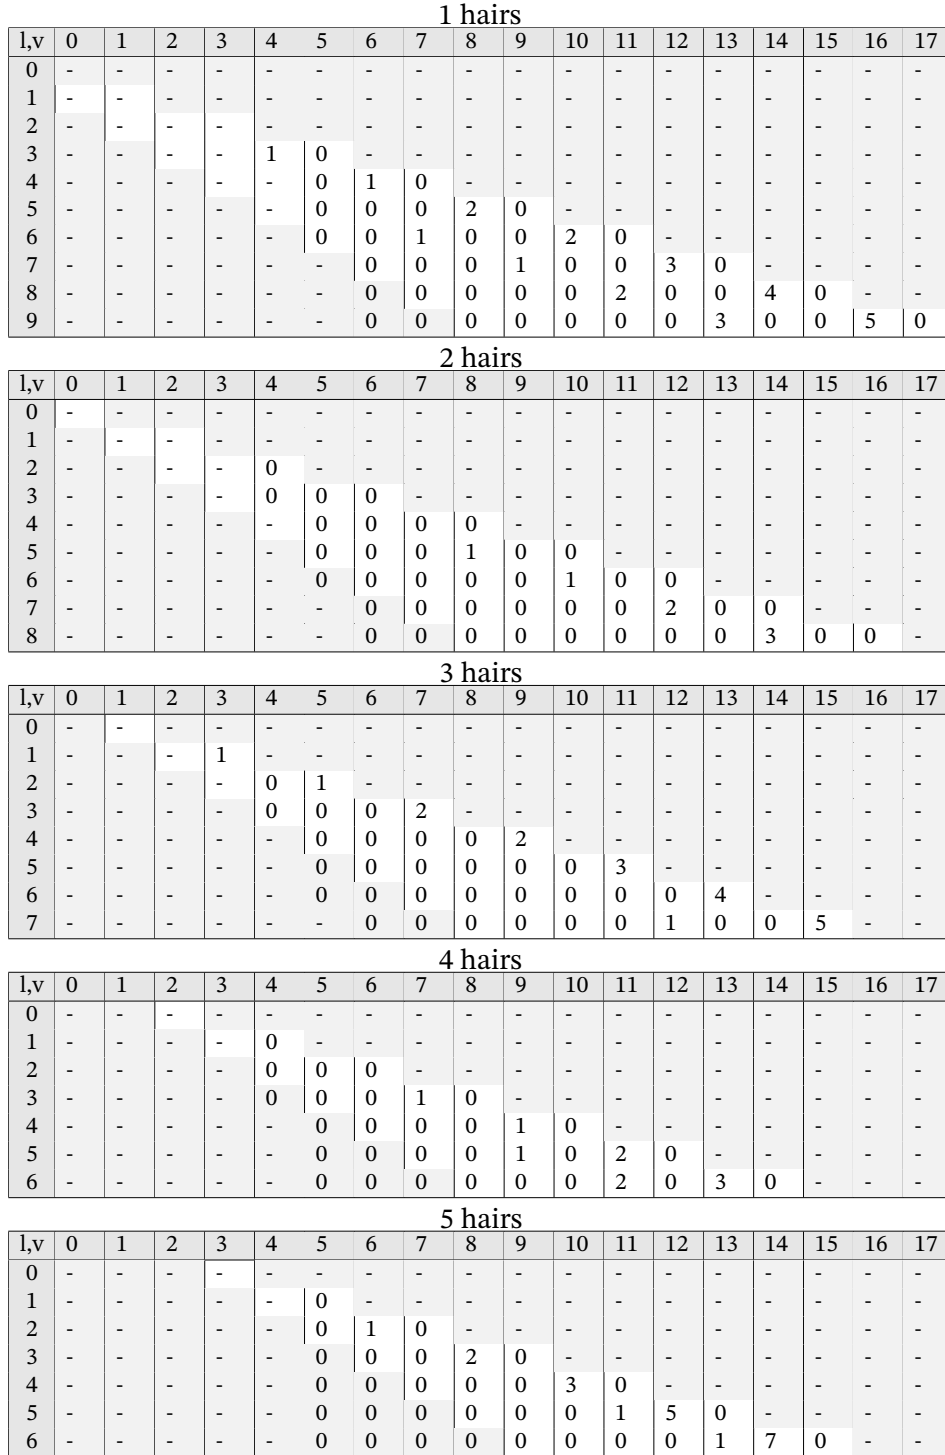 1 hairs
l,v 0 1 2 3 4 5 6 7 8 9 10 11 12 13 14 15 16 17
0 - - - - - - - - - - - - - - - - - -
1 - - - - - - - - - - - - - - - - - -
2 - - - - - - - - - - - - - - - - - -
3 - - - - 1 0 - - - - - - - - - - - -
4 - - - - - 0 1 0 - - - - - - - - - -
5 - - - - - 0 0 0 2 0 - - - - - - - -
6 - - - - - 0 0 1 0 0 2 0 - - - - - -
7 - - - - - - 0 0 0 1 0 0 3 0 - - - -
8 - - - - - - 0 0 0 0 0 2 0 0 4 0 - -
9 - - - - - - 0 0 0 0 0 0 0 3 0 0 5 0
2 hairs
l,v 0 1 2 3 4 5 6 7 8 9 10 11 12 13 14 15 16 17
0 - - - - - - - - - - - - - - - - - -
1 - - - - - - - - - - - - - - - - - -
2 - - - - 0 - - - - - - - - - - - - -
3 - - - - 0 0 0 - - - - - - - - - - -
4 - - - - - 0 0 0 0 - - - - - - - - -
5 - - - - - 0 0 0 1 0 0 - - - - - - -
6 - - - - - 0 0 0 0 0 1 0 0 - - - - -
7 - - - - - - 0 0 0 0 0 0 2 0 0 - - -
8 - - - - - - 0 0 0 0 0 0 0 0 3 0 0 -
3 hairs
l,v 0 1 2 3 4 5 6 7 8 9 10 11 12 13 14 15 16 17
0 - - - - - - - - - - - - - - - - - -
1 - - - 1 - - - - - - - - - - - - - -
2 - - - - 0 1 - - - - - - - - - - - -
3 - - - - 0 0 0 2 - - - - - - - - - -
4 - - - - - 0 0 0 0 2 - - - - - - - -
5 - - - - - 0 0 0 0 0 0 3 - - - - - -
6 - - - - - 0 0 0 0 0 0 0 0 4 - - - -
7 - - - - - - 0 0 0 0 0 0 1 0 0 5 - -
4 hairs
l,v 0 1 2 3 4 5 6 7 8 9 10 11 12 13 14 15 16 17
0 - - - - - - - - - - - - - - - - - -
1 - - - - 0 - - - - - - - - - - - - -
2 - - - - 0 0 0 - - - - - - - - - - -
3 - - - - 0 0 0 1 0 - - - - - - - - -
4 - - - - - 0 0 0 0 1 0 - - - - - - -
5 - - - - - 0 0 0 0 1 0 2 0 - - - - -
6 - - - - - 0 0 0 0 0 0 2 0 3 0 - - -
5 hairs
l,v 0 1 2 3 4 5 6 7 8 9 10 11 12 13 14 15 16 17
0 - - - - - - - - - - - - - - - - - -
1 - - - - - 0 - - - - - - - - - - - -
2 - - - - - 0 1 0 - - - - - - - - - -
3 - - - - - 0 0 0 2 0 - - - - - - - -
4 - - - - - 0 0 0 0 0 3 0 - - - - - -
5 - - - - - 0 0 0 0 0 0 1 5 0 - - - -
6 - - - - - 0 0 0 0 0 0 0 0 1 7 0 - -